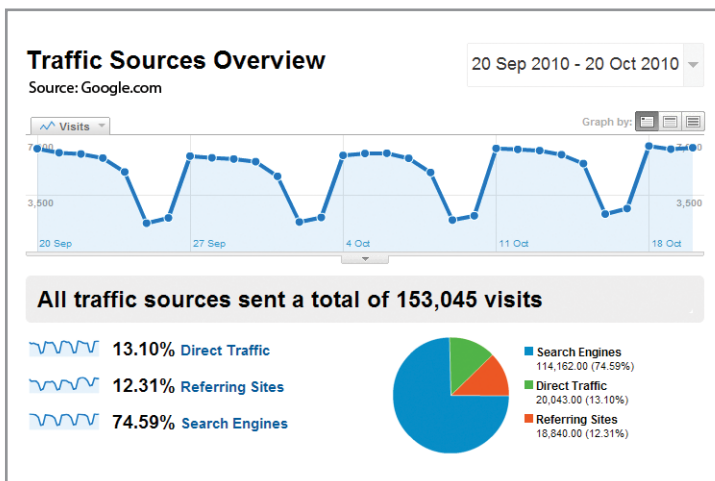 Traffic Sources Overview
20 Sep 2010 - 20 Oct 2010
Source: Google.com
Visits
Graph by:
3,500
3,500
20 Sep
27 Sep
4 Oct
11 Oct
18 Oct
All traffic sources sent a total of 153,045 visits
13.10% Direct Traffic
12.31% Referring Sites
74.59% Search Engines
Search Engines
114,162.00 (74.59%)
Direct Traffic
20,043.00 (13.10%)
Referring Sites
18,840.00 (12.31%)